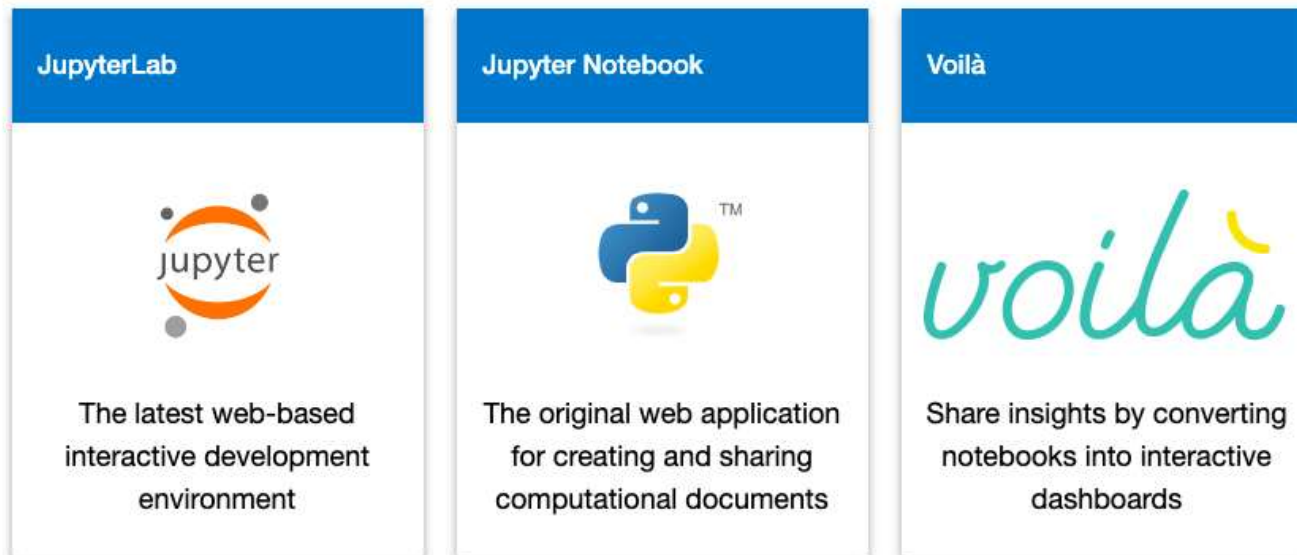 JupyterLab
jupyter
The latest web-based
interactive development
environment
Jupyter Notebook
TM
The original web application
for creating and sharing
computational documents
Voilà
voilà
Share insights by converting
notebooks into interactive
dashboards